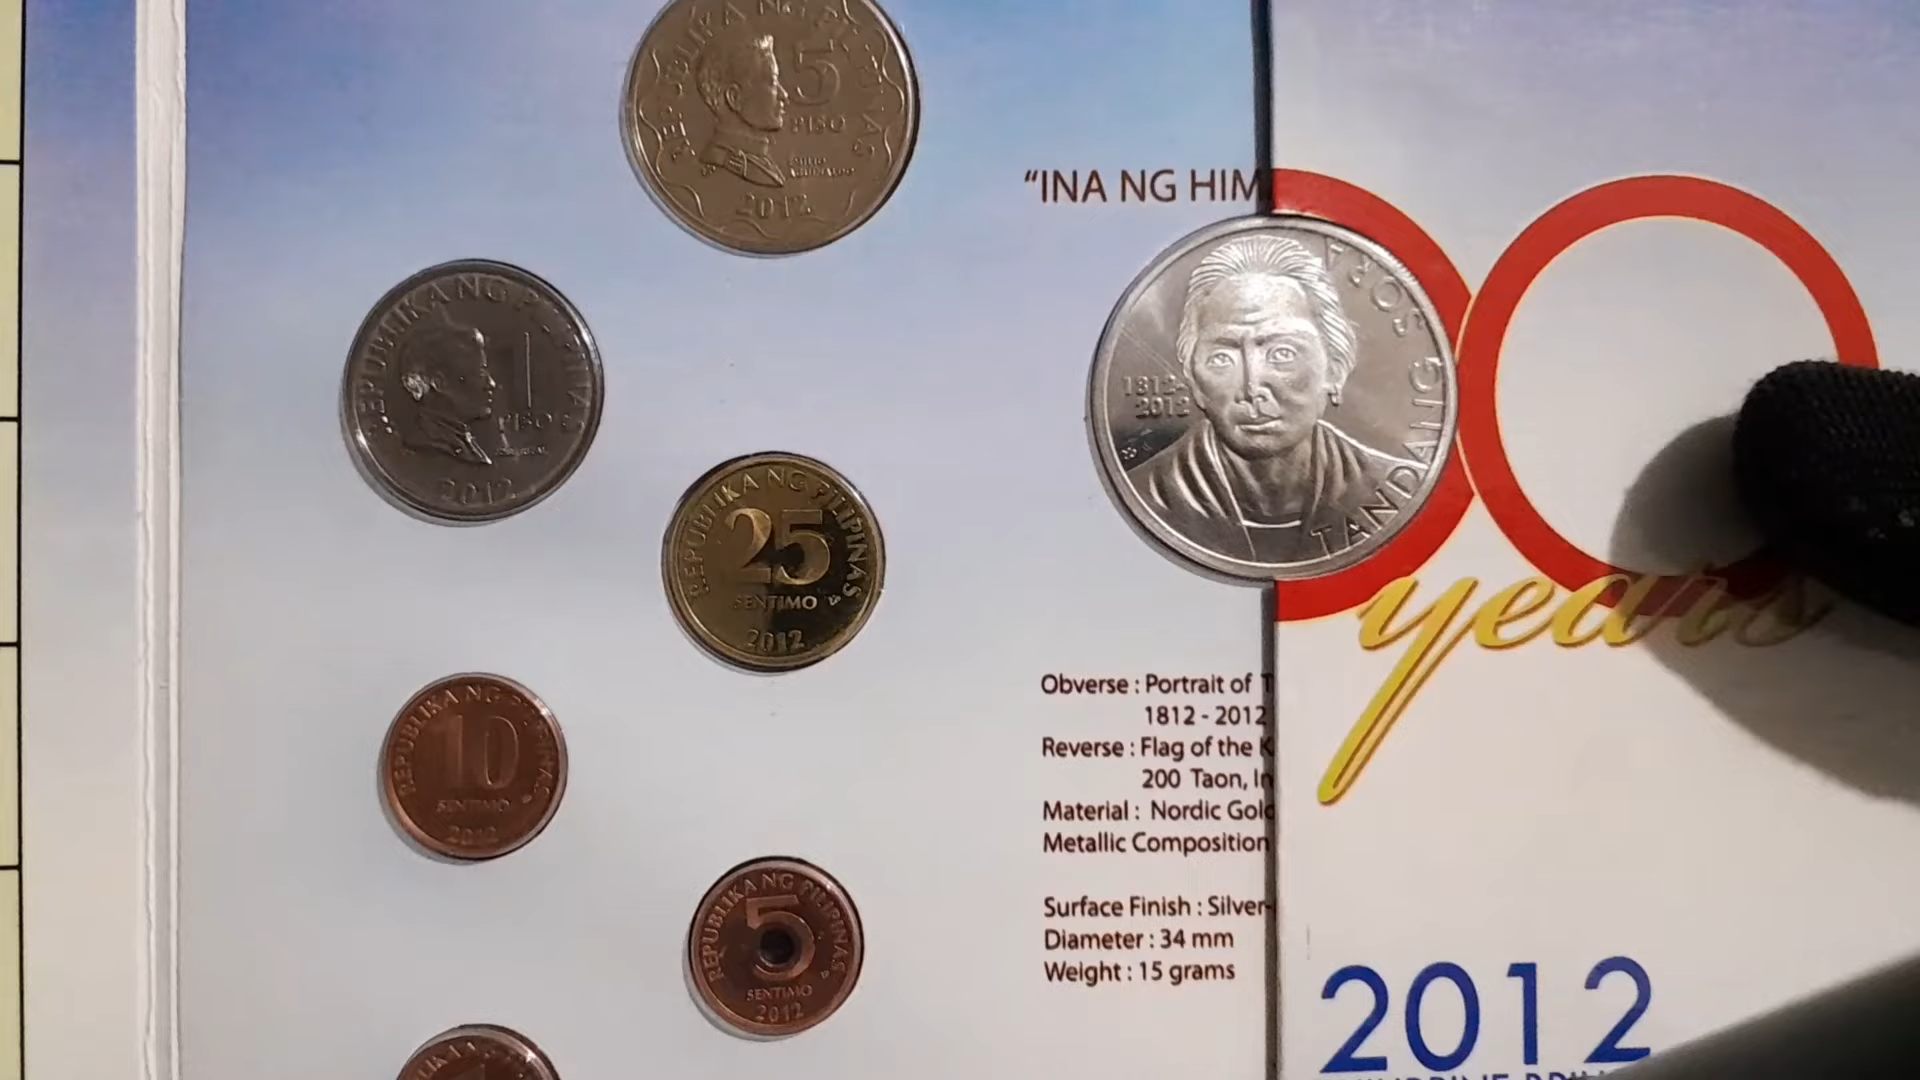 REPUBLIKA NG PILIPINAS
5
PISO
EMILIO
AGUINALDO
2012
"INA NG HIM
REPUBLIKA NG PILIPINAS
1
PISO
2012
TANDANG SORA
1812-
2012
REPUBLIKA NG PILIPINAS
25
SENTIMO
2012
years
REPUBLIKA NG PILIPINAS
10
SENTIMO
2012
Obverse : Portrait of T
1812 - 2012
Reverse : Flag of the K
200 Taon, In
Material : Nordic Gold
Metallic Composition
REPUBLIKA NG PILIPINAS
5
SENTIMO
2012
Surface Finish : Silver-
Diameter : 34 mm
Weight : 15 grams
2012